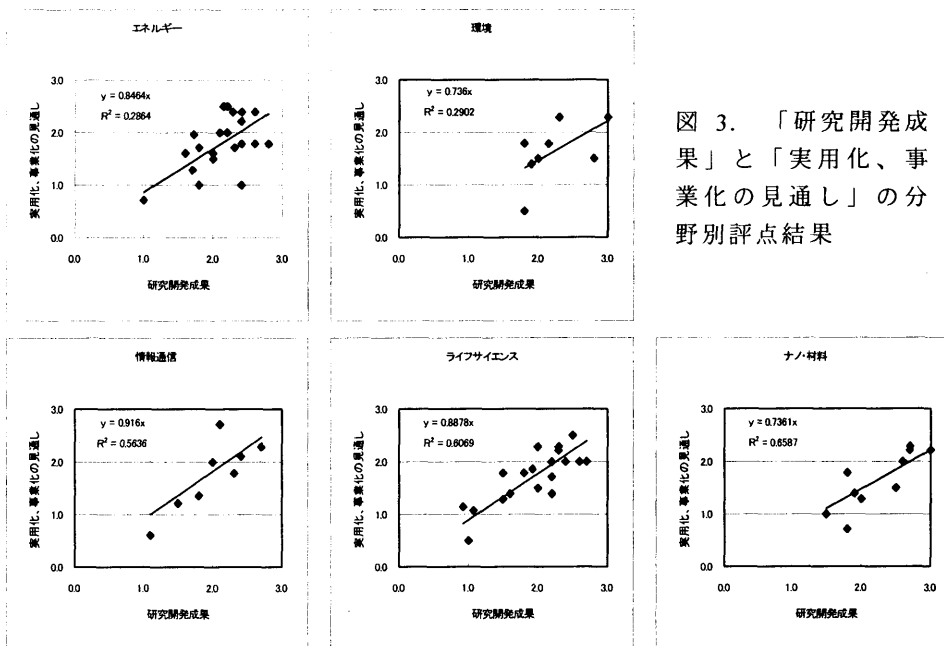 エネルギー
実用化、事業化の見通し
3.0
2.0
1.0
0.0
y = 0.8464x
R² = 0.2864
0.0 1.0 2.0 3.0
研究開発成果
環境
実用化、事業化の見通し
3.0
2.0
1.0
0.0
y = 0.736x
R² = 0.2902
0.0 1.0 2.0 3.0
研究開発成果
図 3. 「研究開発成
果」と「実用化、事
業化の見通し」の分
野別評点結果
情報通信
実用化、事業化の見通し
3.0
2.0
1.0
0.0
y = 0.916x
R² = 0.5636
0.0 1.0 2.0 3.0
研究開発成果
ライフサイエンス
実用化、事業化の見通し
3.0
2.0
1.0
0.0
y = 0.8878x
R² = 0.6069
0.0 1.0 2.0 3.0
研究開発成果
ナノ・材料
実用化、事業化の見通し
3.0
2.0
1.0
0.0
y = 0.7361x
R² = 0.6587
0.0 1.0 2.0 3.0
研究開発成果